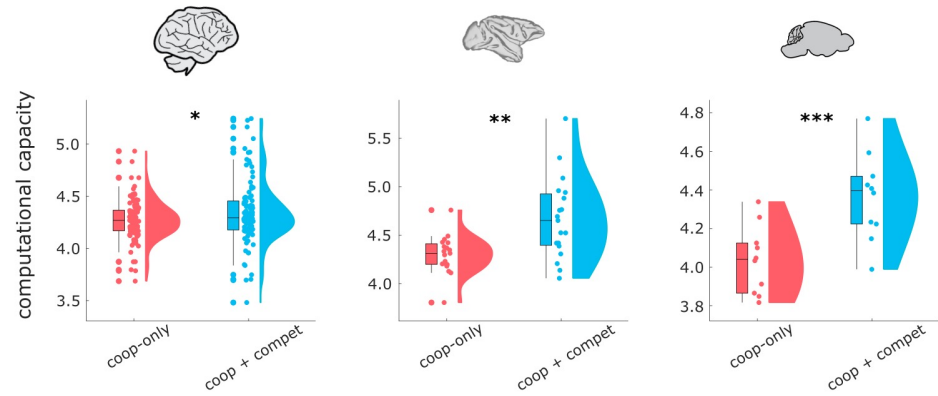 computational capacity
*
5.0
4.5
4.0
3.5
coop-only
coop + compet
**
5.5
5.0
4.5
4.0
coop-only
coop + compet
***
4.8
4.6
4.4
4.2
4.0
3.8
coop-only
coop + compet